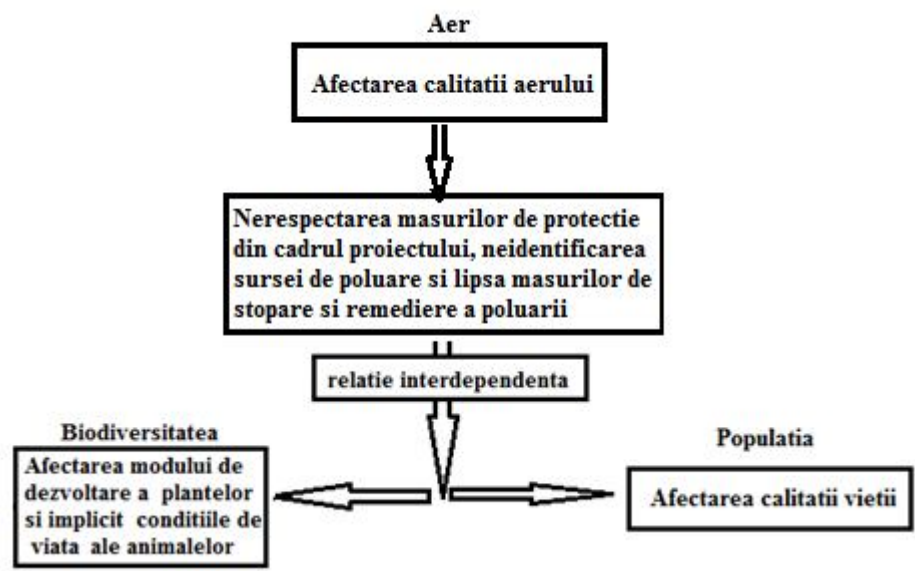 Aer
Afectarea calitatii aerului
Nerespectarea masurilor de protectie
din cadrul proiectului, neidentificarea
sursei de poluare si lipsa masurilor de
stopare si remediere a poluarii
relatie interdependenta
Biodiversitatea
Afectarea modului de
dezvoltare a plantelor
si implicit conditiile de
viata ale animalelor
Populatia
Afectarea calitatii vietii